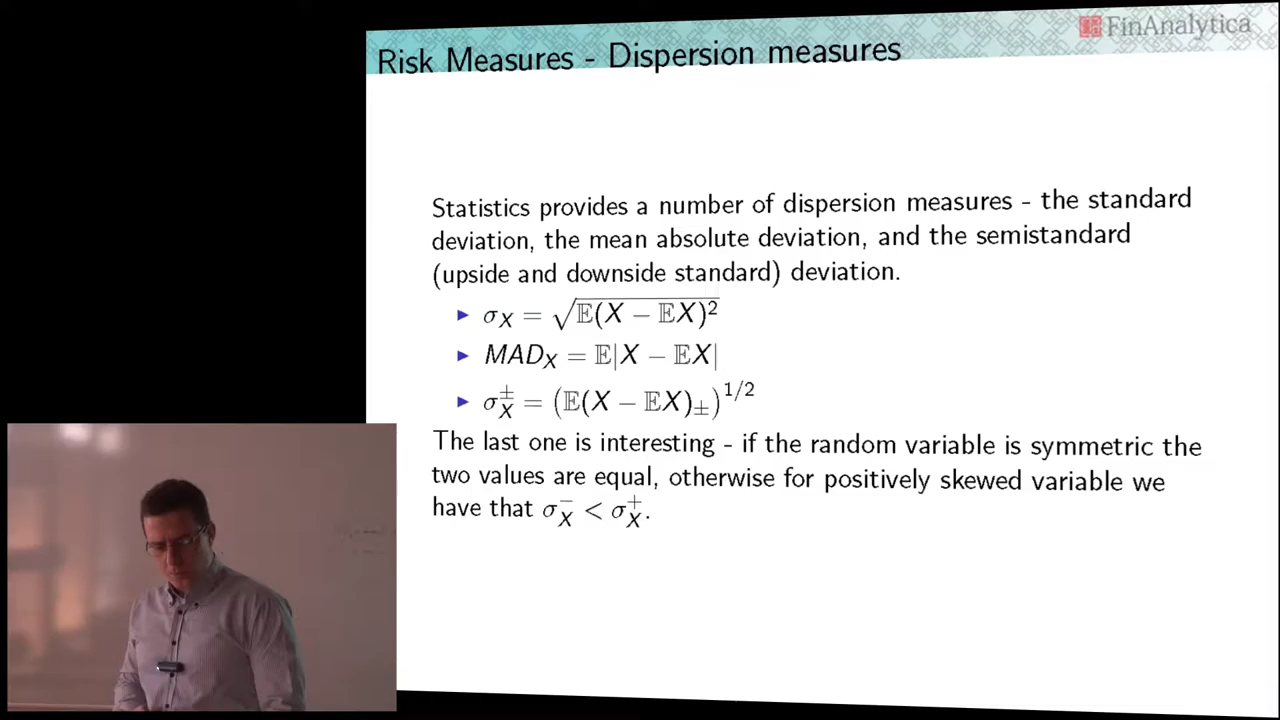 FinAnalytica
Risk Measures - Dispersion measures
Statistics provides a number of dispersion measures - the standard
deviation, the mean absolute deviation, and the semistandard
(upside and downside standard) deviation.
▶ σ_X = √(𝔼(X − 𝔼X)²)
▶ MAD_X = 𝔼|X − 𝔼X|
▶ σ_X^± = (𝔼(X − 𝔼X)_±)^{1/2}
The last one is interesting - if the random variable is symmetric the
two values are equal, otherwise for positively skewed variable we
have that σ_X^− < σ_X^+.